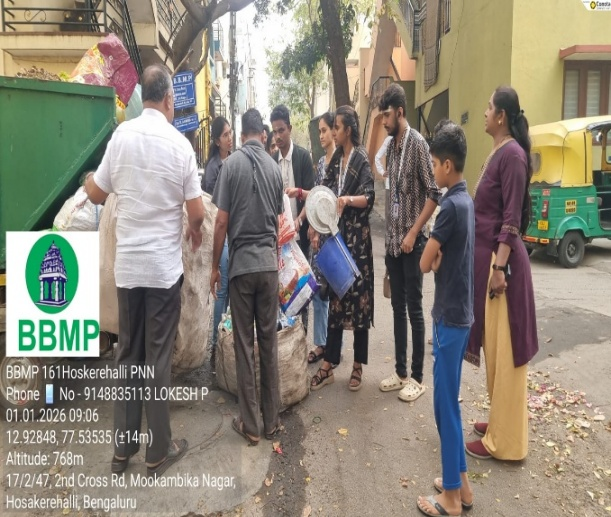 BBMP
BBMP 161Hoskerehalli PNN
Phone No - 9148835113 LOKESH P
01.01.2026 09:06
12.92848, 77.53535 (±14m)
Altitude: 768m
17/2/47, 2nd Cross Rd, Mookambika Nagar,
Hosakerehalli, Bengaluru